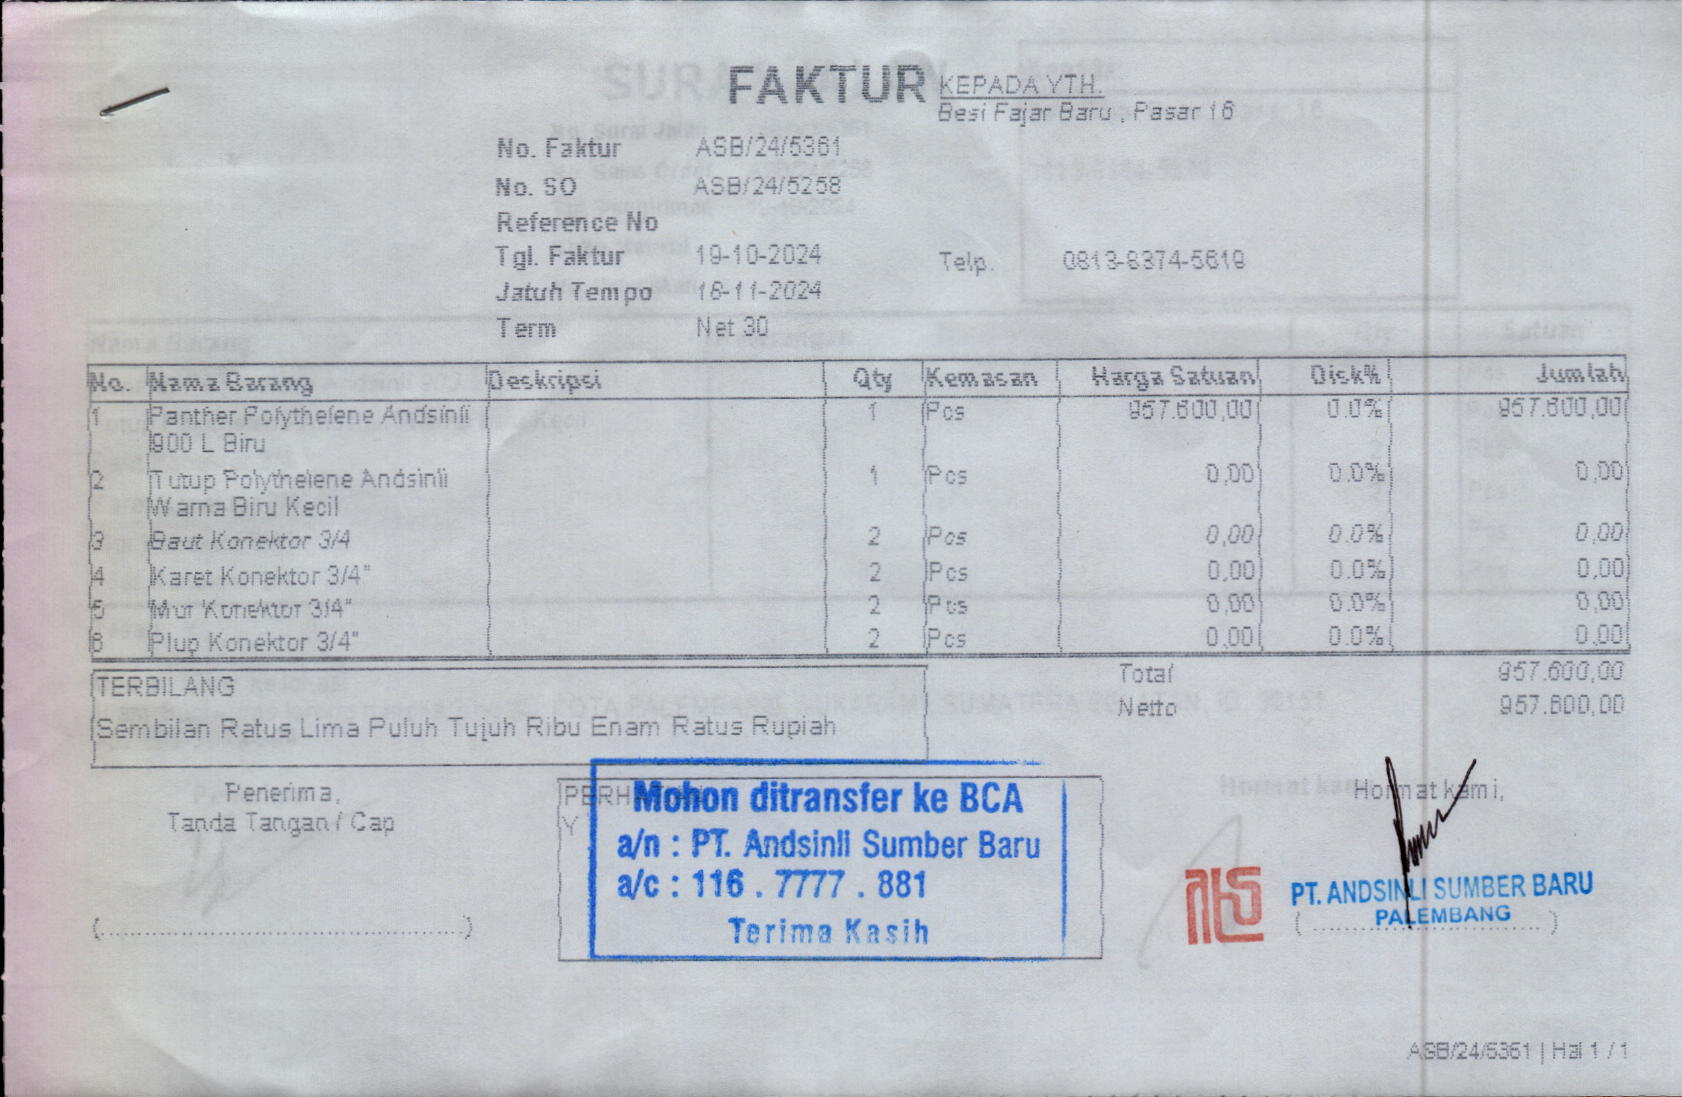 FAKTUR
KEPADA YTH.
Besi Fajar Baru , Pasar 16
No. Faktur ASB/24/5361
No. SO ASB/24/5258
Reference No
Tgl. Faktur 19-10-2024
Telp. 0813-8374-5619
Jatuh Tempo 18-11-2024
Term Net 30
No. Nama Barang Deskripsi Qty Kemasan Harga Satuan Disk% Jumlah
1 Panther Polythelene Andsinli 1 Pcs 957.600,00 0.0% 957.600,00
900 L Biru
2 Tutup Polythelene Andsinli 1 Pcs 0,00 0.0% 0,00
Warna Biru Kecil
3 Baut Konektor 3/4 2 Pcs 0,00 0.0% 0,00
4 Karet Konektor 3/4" 2 Pcs 0,00 0.0% 0,00
5 Mur Konektor 3/4" 2 Pcs 0,00 0.0% 0,00
6 Plup Konektor 3/4" 2 Pcs 0,00 0.0% 0,00
TERBILANG
Sembilan Ratus Lima Puluh Tujuh Ribu Enam Ratus Rupiah
Total 957.600,00
Netto 957.600,00
Penerima,
Tanda Tangan / Cap
Mohon ditransfer ke BCA
a/n : PT. Andsinli Sumber Baru
a/c : 116 . 7777 . 881
Terima Kasih
Hormat kami,
PT. ANDSINLI SUMBER BARU
PALEMBANG
ASB/24/5361 | Hal 1 / 1